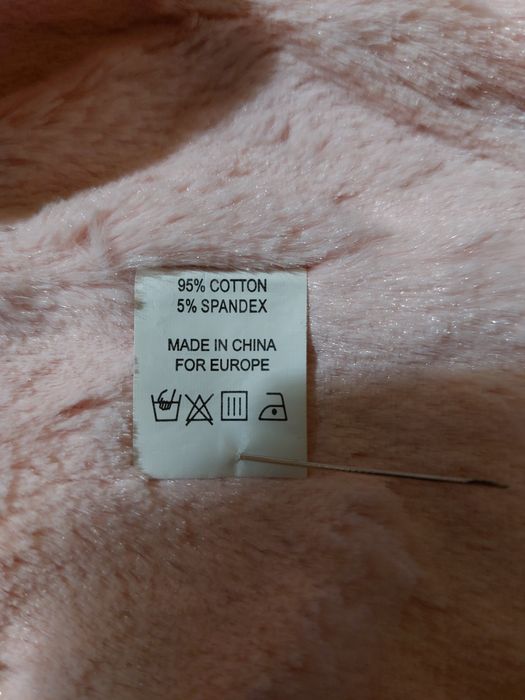 95% COTTON
5% SPANDEX
MADE IN CHINA
FOR EUROPE